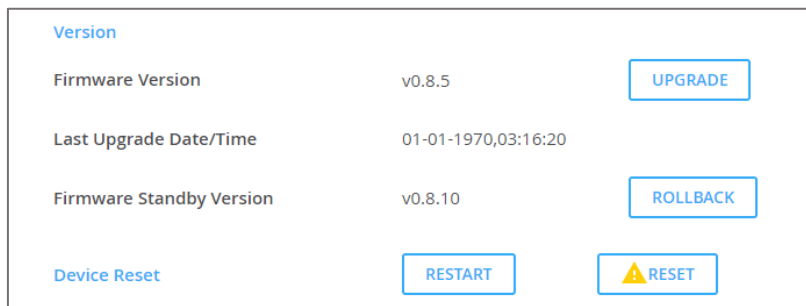 Version
Firmware Version v0.8.5 UPGRADE
Last Upgrade Date/Time 01-01-1970,03:16:20
Firmware Standby Version v0.8.10 ROLLBACK
Device Reset RESTART RESET